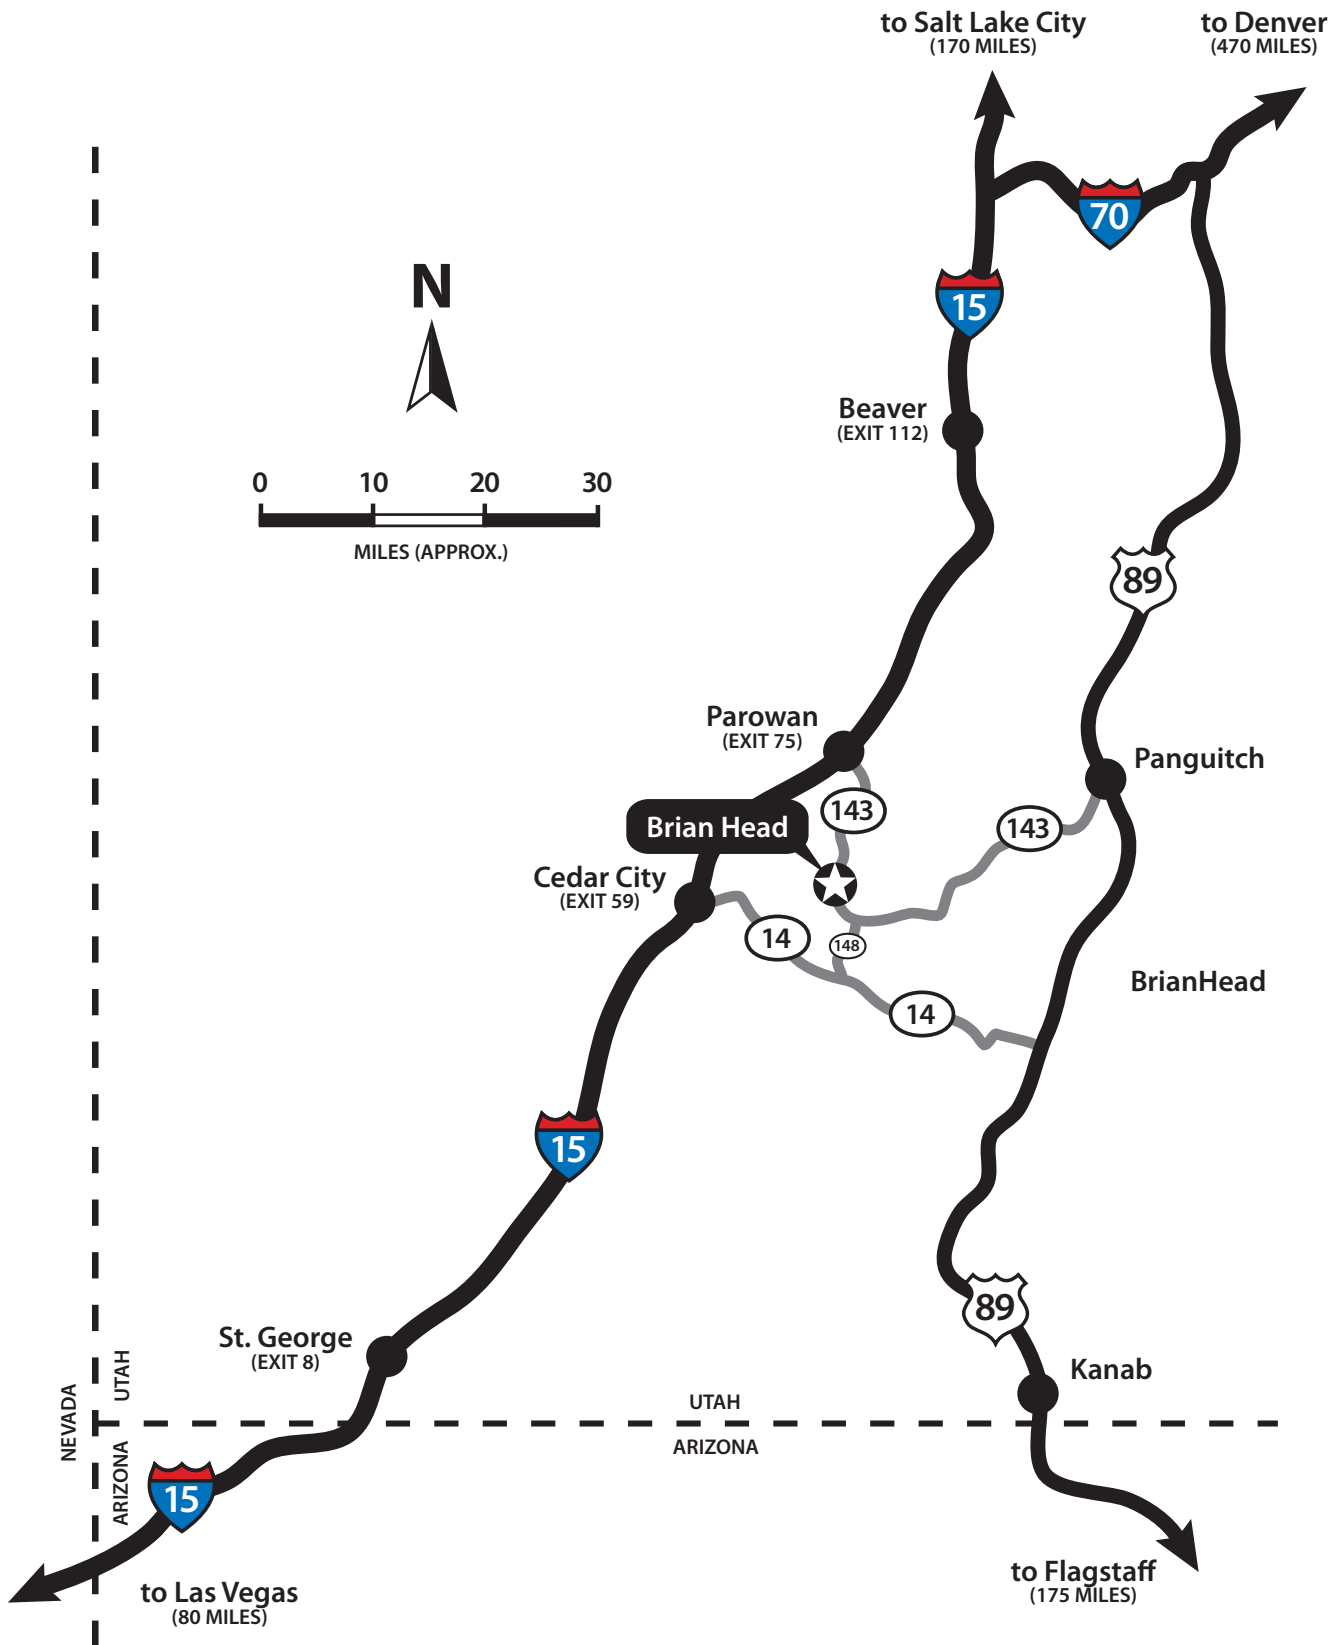 to Salt Lake City
(170 MILES)
to Denver
(470 MILES)
70
N
15
Beaver
(EXIT 112)
0 10 20 30
MILES (APPROX.)
89
Parowan
(EXIT 75)
Panguitch
143
143
Brian Head
Cedar City
(EXIT 59)
14
148
BrianHead
14
15
89
St. George
(EXIT 8)
Kanab
NEVADA
UTAH
UTAH
ARIZONA
ARIZONA
15
to Flagstaff
(175 MILES)
to Las Vegas
(80 MILES)